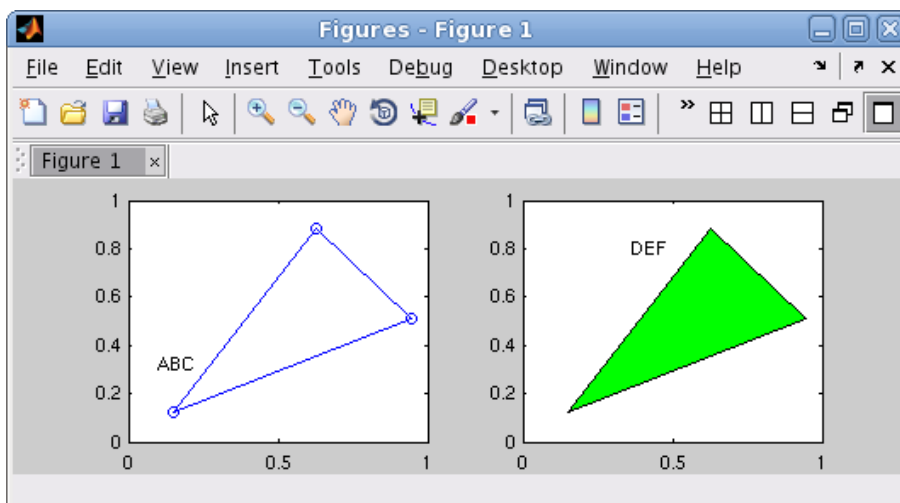 Figures - Figure 1
File Edit View Insert Tools Debug Desktop Window Help
»
Figure 1 ×
1
0.8
0.6
0.4
0.2
0
0 0.5 1
ABC
1
0.8
0.6
0.4
0.2
0
0 0.5 1
DEF